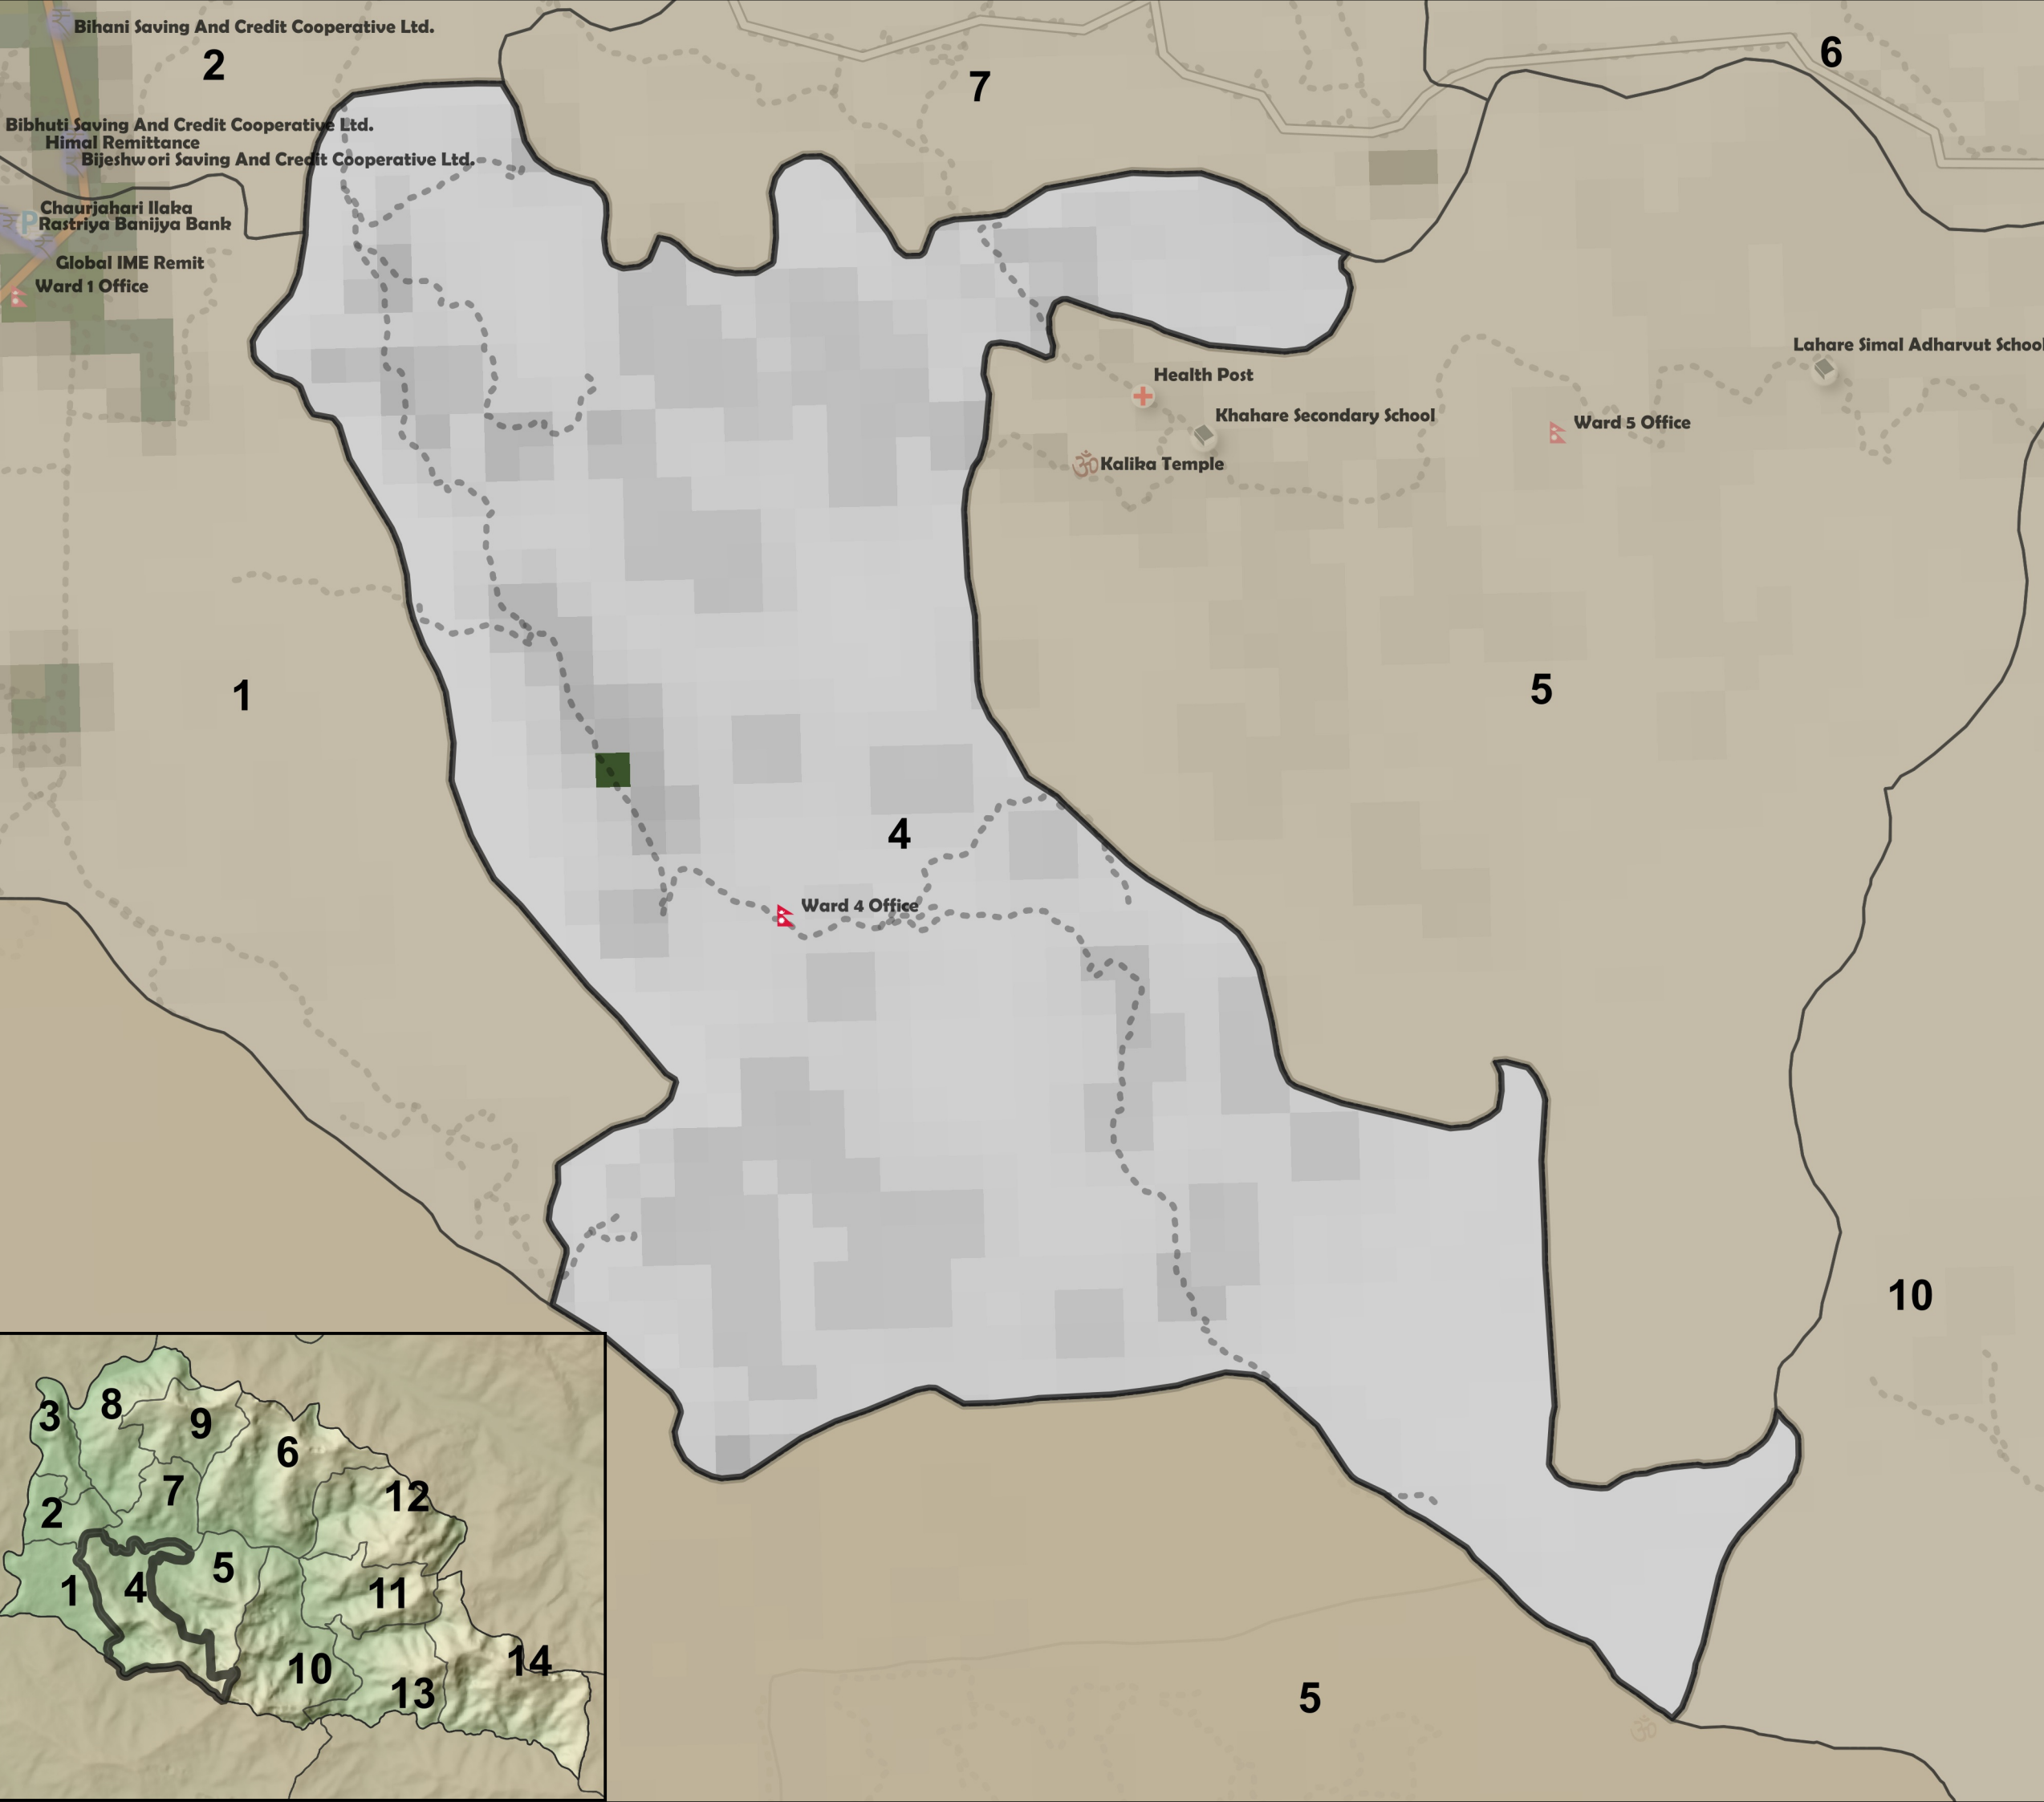 Bihani Saving And Credit Cooperative Ltd.
2
7
6
Bibhuti Saving And Credit Cooperative Ltd.
Himal Remittance
Bijeshwori Saving And Credit Cooperative Ltd.
Chaurjahari Ilaka
P
Rastriya Banijya Bank
Global IME Remit
Ward 1 Office
Lahare Simal Adharvut School
Health Post
Khahare Secondary School
Ward 5 Office
ॐ
Kalika Temple
1
5
4
Ward 4 Office
10
5
ॐ
3
8
9
6
7
12
2
5
1
4
11
10
14
13